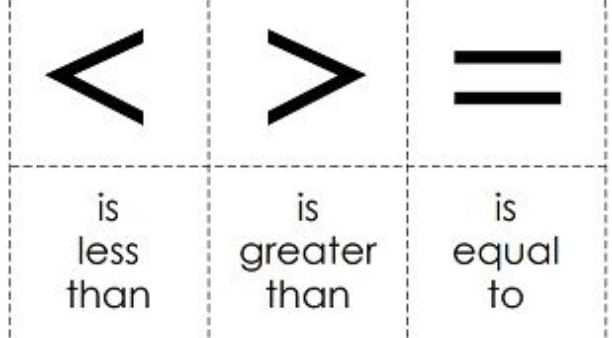 < > =
is is is
less greater equal
than than to